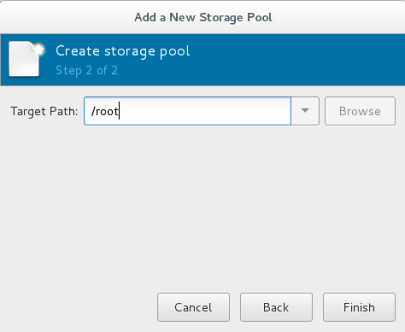 Add a New Storage Pool
Create storage pool
Step 2 of 2
Target Path: /root Browse
Cancel Back Finish